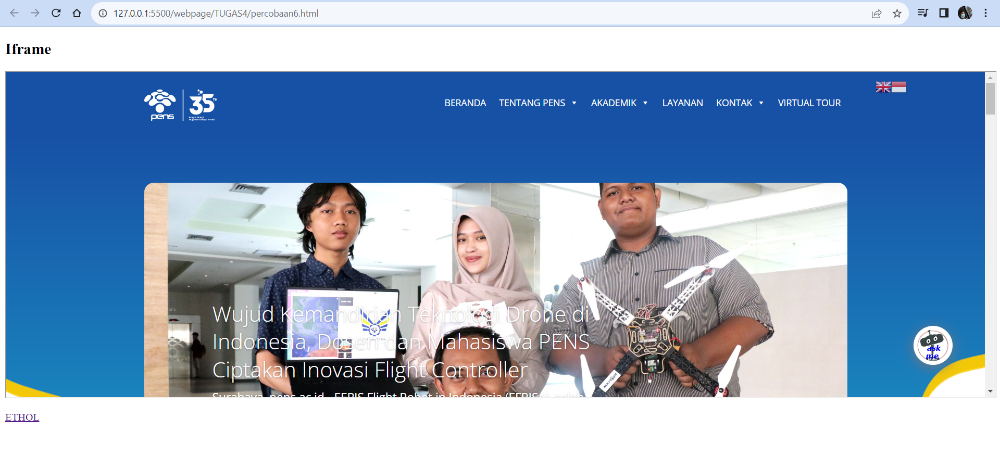 127.0.0.1:5500/webpage/TUGAS4/percobaan6.html
Iframe
pens
35TH
BERANDA TENTANG PENS AKADEMIK LAYANAN KONTAK VIRTUAL TOUR
Wujud Kemandirian Teknologi Drone di
Indonesia, Dosen dan Mahasiswa PENS
Ciptakan Inovasi Flight Controller
Surabaya, pens.ac.id - EEPIS Flight Robot in Indonesia (EFRISA), salah
ask
me
ETHOL